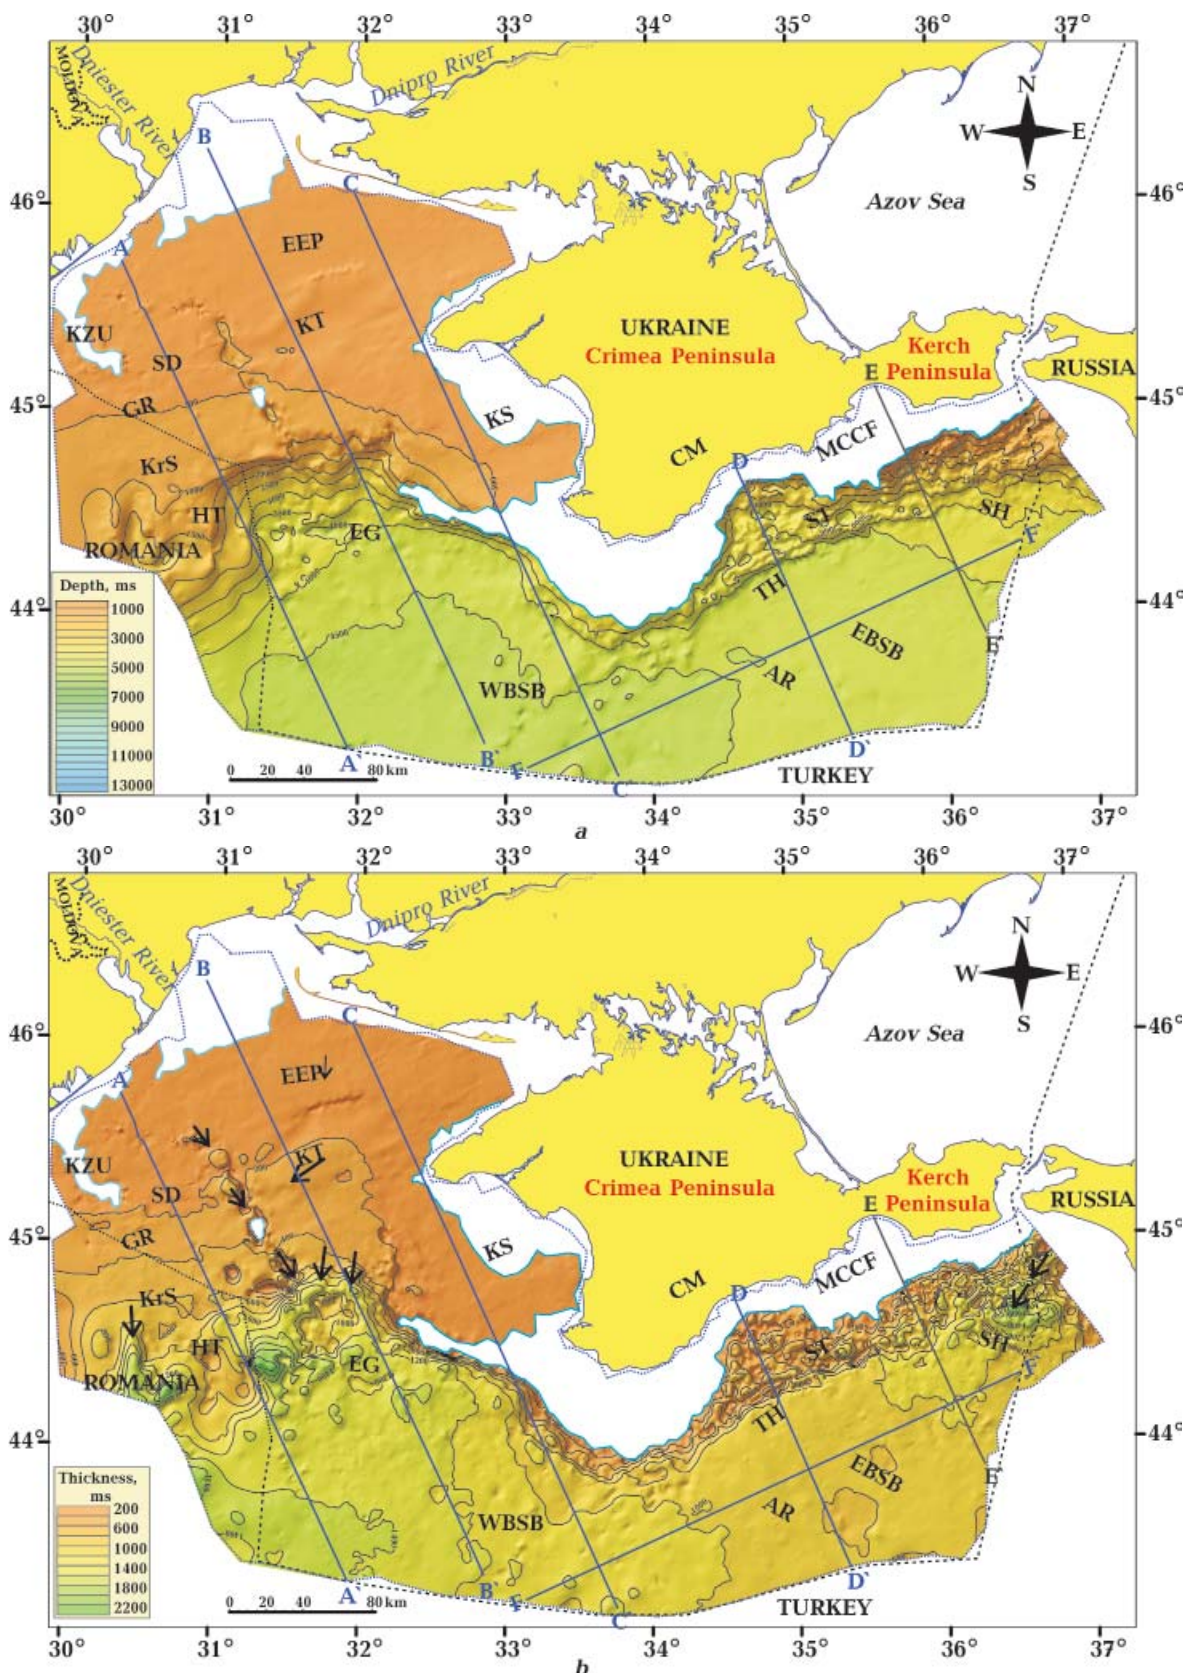 30° 31° 32° 33° 34° 35° 36° 37°
MOLDOVA
Dniester River
Dnipro River
N
W E
S
B
C
46° 46°
Azov Sea
A
EEP
KZU
KT
UKRAINE
Crimea Peninsula
Kerch
Peninsula
RUSSIA
SD
E
45° 45°
GR
KS
CM
MCCF
D
KrS
HT
ST
SH
ROMANIA
EG
F
Depth, ms
1000
3000
5000
7000
9000
11000
13000
44° 44°
TH
EBSB
E`
WBSB
AR
A` B` F C` D`
0 20 40 80 km
TURKEY
30° 31° 32° 33° 34° 35° 36° 37°
a
30° 31° 32° 33° 34° 35° 36° 37°
MOLDOVA
Dniester River
Dnipro River
N
W E
S
B
C
46° 46°
Azov Sea
A
EEP
KZU
KT
UKRAINE
Crimea Peninsula
Kerch
Peninsula
RUSSIA
SD
E
45° 45°
GR
KS
CM
MCCF
D
KrS
HT
ST
SH
ROMANIA
EG
F
44° 44°
TH
EBSB
E`
Thickness,
ms
200
600
1000
1400
1800
2200
WBSB
AR
A` B` F C` D`
0 20 40 80 km
TURKEY
30° 31° 32° 33° 34° 35° 36° 37°
b